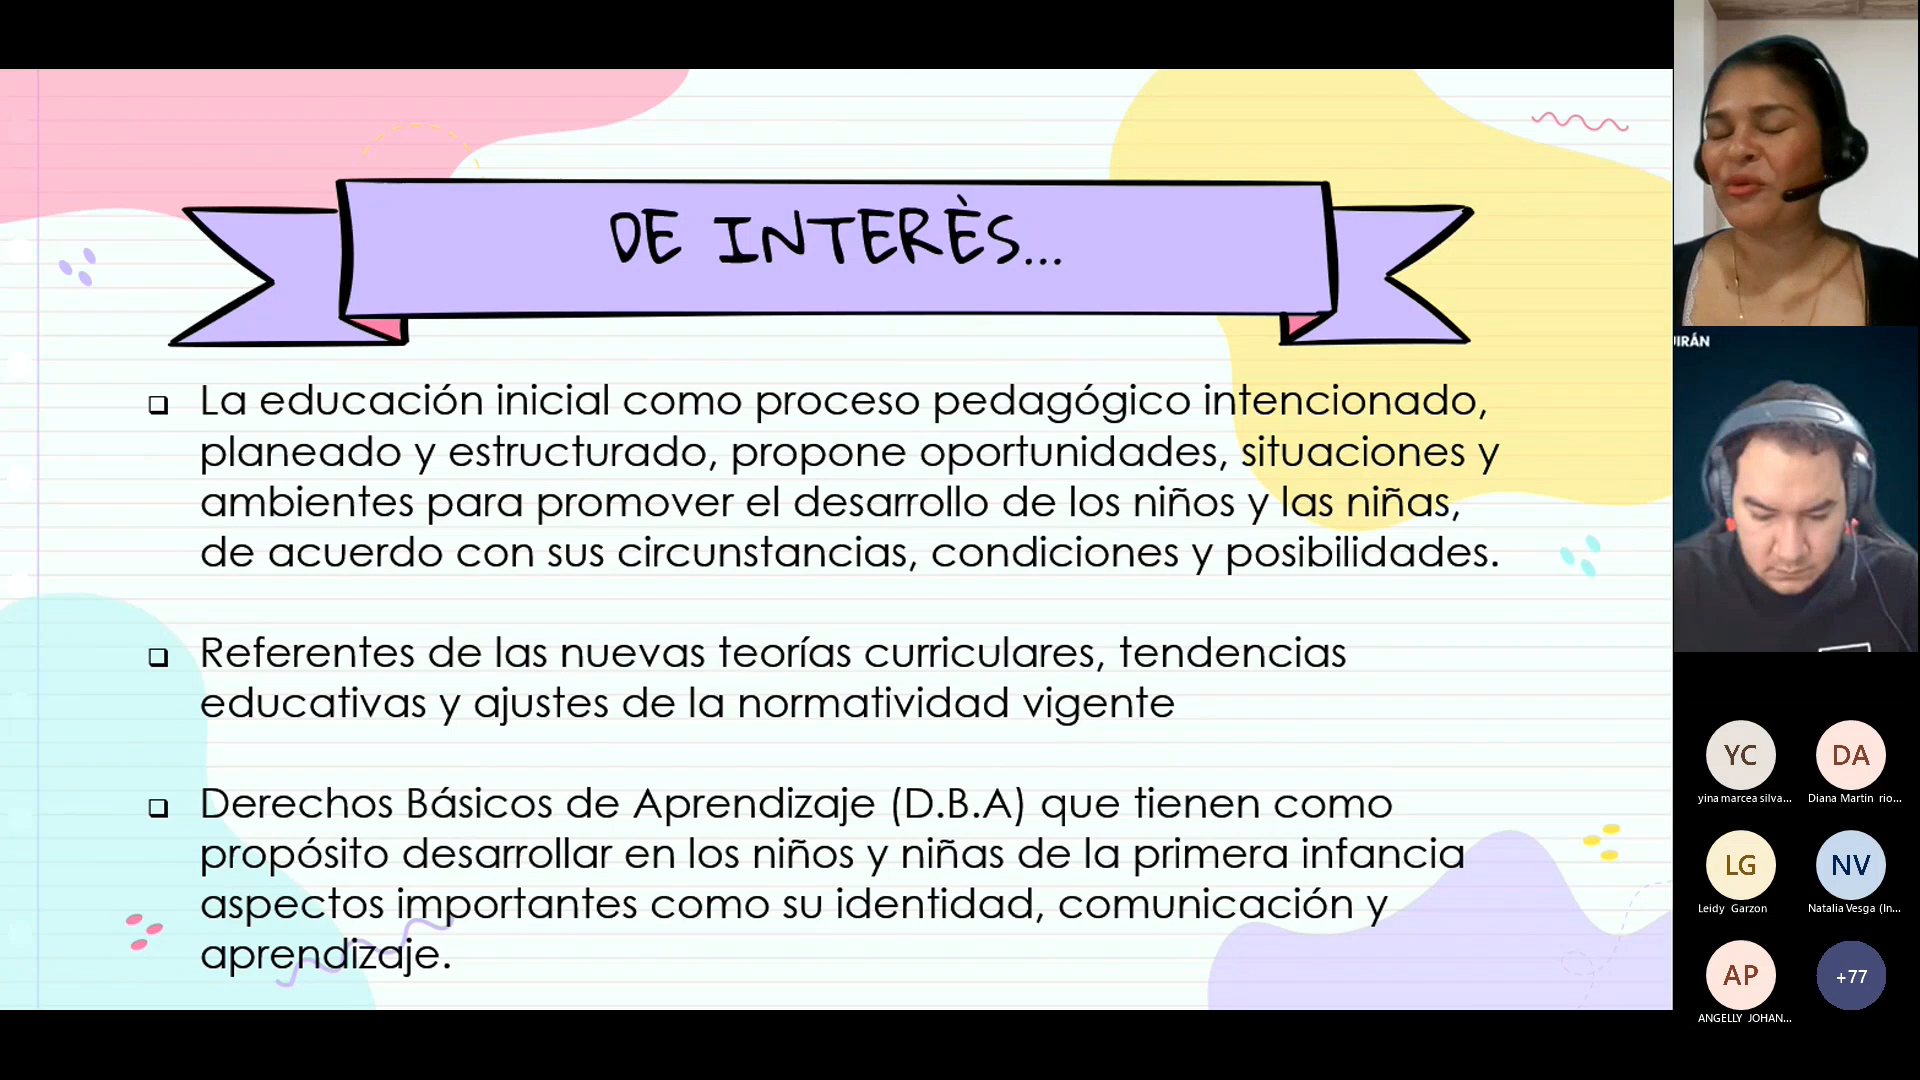 DE INTERÈS...
❑ La educación inicial como proceso pedagógico intencionado,
planeado y estructurado, propone oportunidades, situaciones y
ambientes para promover el desarrollo de los niños y las niñas,
de acuerdo con sus circunstancias, condiciones y posibilidades.
❑ Referentes de las nuevas teorías curriculares, tendencias
educativas y ajustes de la normatividad vigente
❑ Derechos Básicos de Aprendizaje (D.B.A) que tienen como
propósito desarrollar en los niños y niñas de la primera infancia
aspectos importantes como su identidad, comunicación y
aprendizaje.
UIRÁN
YC
yina marcea silva...
DA
Diana Martin rio...
LG
Leidy Garzon
NV
Natalia Vesga (In...
AP
ANGELLY JOHAN...
+77